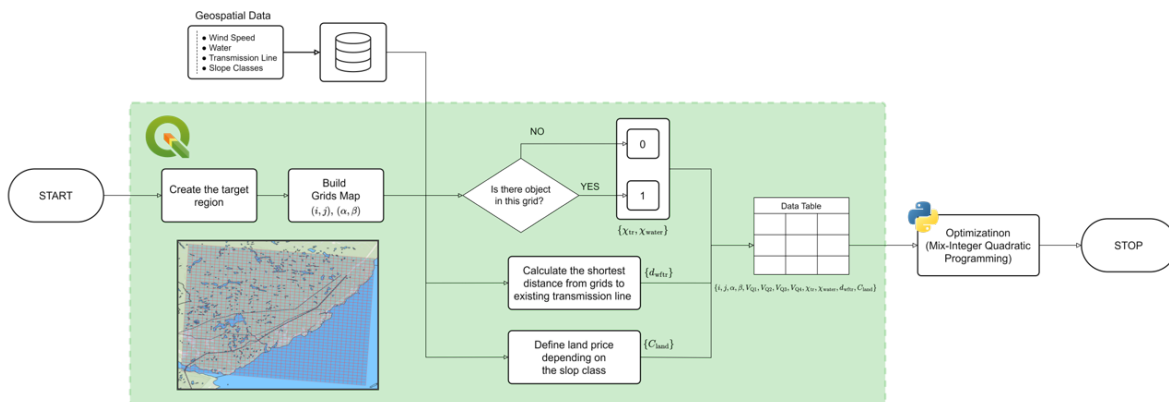 Geospatial Data
● Wind Speed
● Water
● Transmission Line
● Slope Classes
START
Create the target
region
Build
Grids Map
(i, j), (α, β)
Is there object
in this grid?
NO
YES
0
1
{χtr, χwater}
Calculate the shortest
distance from grids to
existing transmission line
{dwftr}
Define land price
depending on
the slop class
{Cland}
Data Table
{i, j, α, β, VQ1, VQ2, VQ3, VQ4, χtr, χwater, dwftr, Cland}
Optimizatinon
(Mix-Integer Quadratic
Programming)
STOP